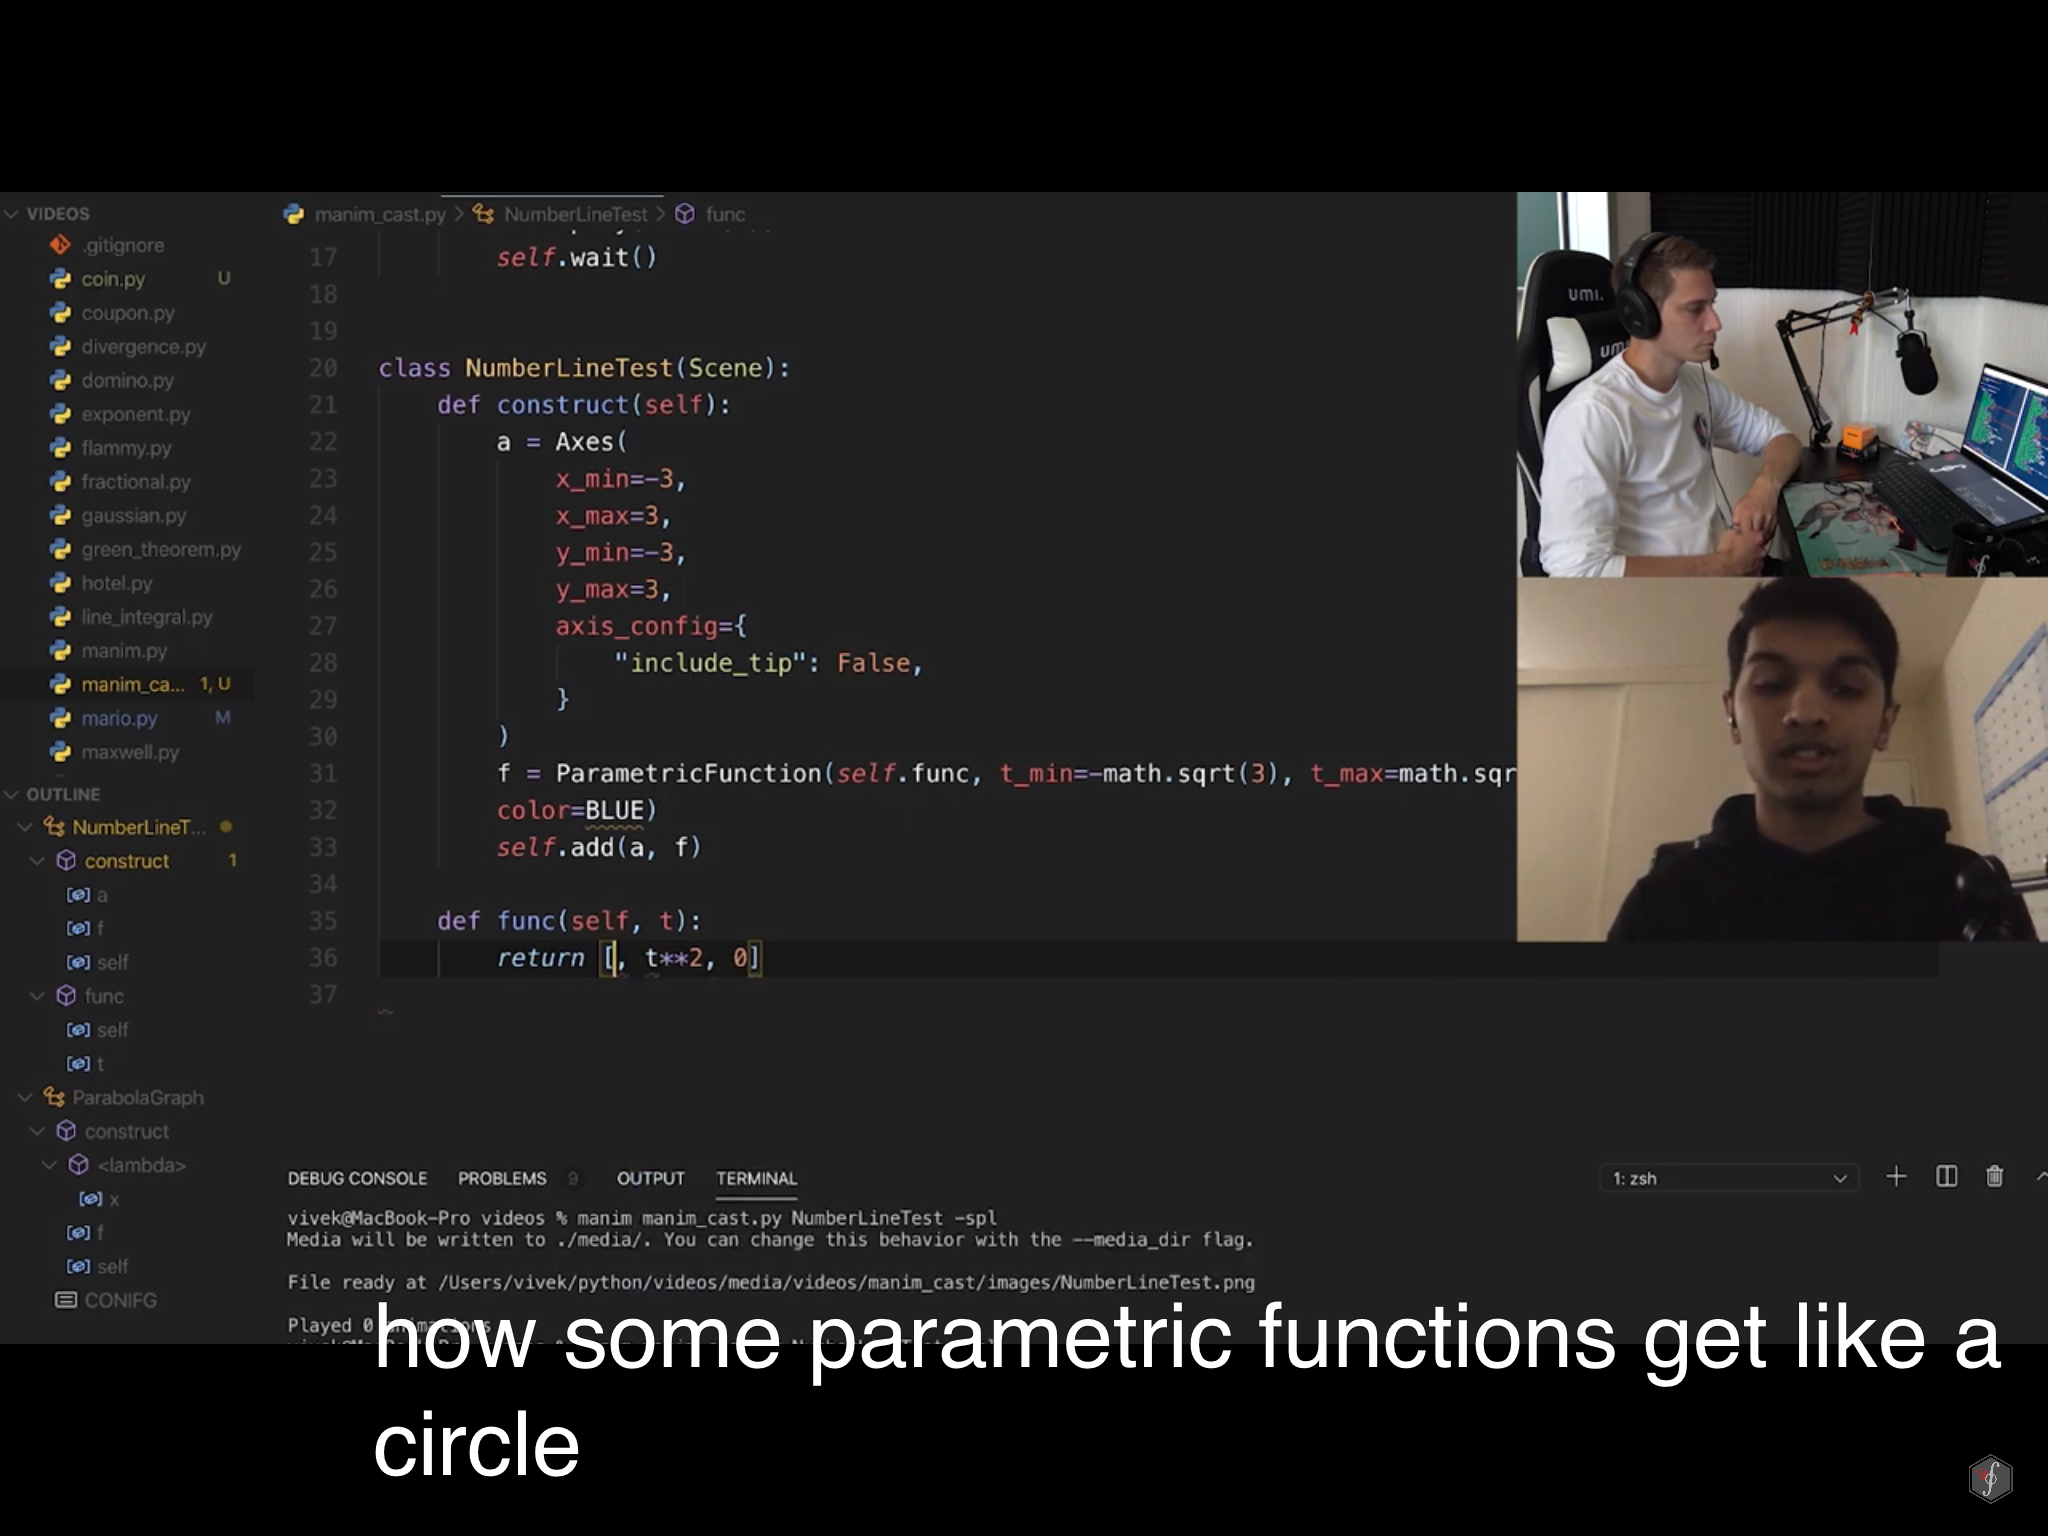 VIDEOS
.gitignore
coin.py U
coupon.py
divergence.py
domino.py
exponent.py
flammy.py
fractional.py
gaussian.py
green_theorem.py
hotel.py
line_integral.py
manim.py
manim_ca... 1, U
mario.py M
maxwell.py
OUTLINE
NumberLineT...
construct 1
a
f
self
func
self
t
ParabolaGraph
construct
<lambda>
x
f
self
CONIFG
manim_cast.py > NumberLineTest > func
17 self.wait()
18
19
20 class NumberLineTest(Scene):
21 def construct(self):
22 a = Axes(
23 x_min=-3,
24 x_max=3,
25 y_min=-3,
26 y_max=3,
27 axis_config={
28 "include_tip": False,
29 }
30 )
31 f = ParametricFunction(self.func, t_min=-math.sqrt(3), t_max=math.sqr
32 color=BLUE)
33 self.add(a, f)
34
35 def func(self, t):
36 return [, t**2, 0]
37
umi.
DEBUG CONSOLE PROBLEMS 9 OUTPUT TERMINAL 1: zsh
vivek@MacBook-Pro videos % manim manim_cast.py NumberLineTest -spl
Media will be written to ./media/. You can change this behavior with the --media_dir flag.
File ready at /Users/vivek/python/videos/media/videos/manim_cast/images/NumberLineTest.png
Played 0 animations
how some parametric functions get like a
circle